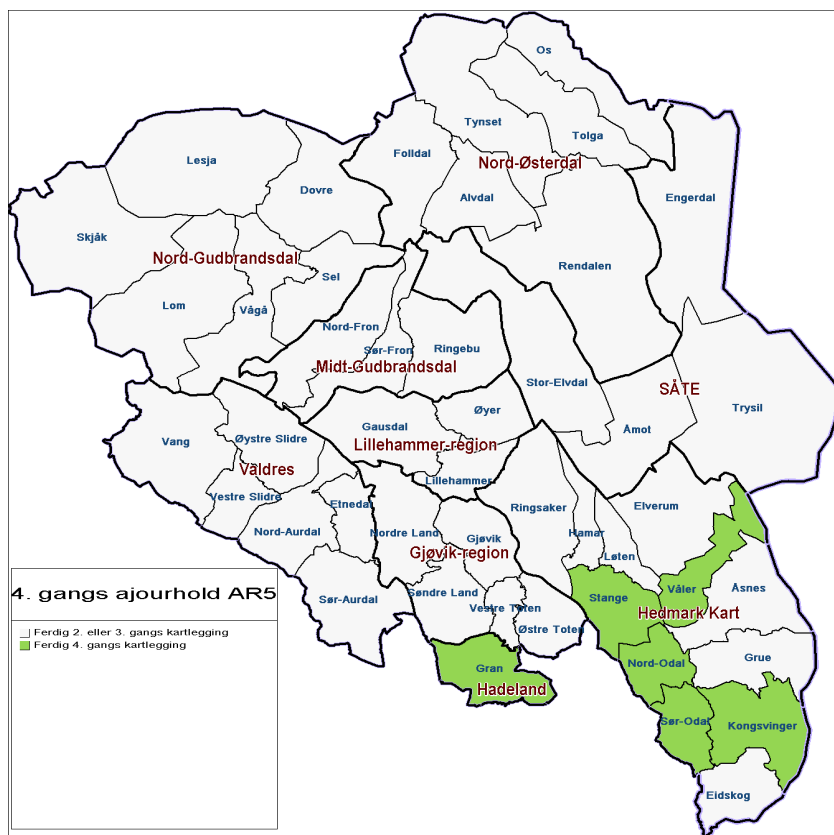 Os
Tynset
Tolga
Lesja
Folldal
Nord-Østerdal
Dovre
Alvdal
Engerdal
Skjåk
Nord-Gudbrandsdal
Rendalen
Sel
Lom
Vågå
Nord-Fron
Sør-Fron
Ringebu
Midt-Gudbrandsdal
Stor-Elvdal
SÅTE
Trysil
Øyer
Gausdal
Åmot
Vang
Øystre Slidre
Lillehammer-region
Valdres
Lillehammer
Vestre Slidre
Etnedal
Ringsaker
Elverum
Nord-Aurdal
Nordre Land
Hamar
Gjøvik
Gjøvik-region
Løten
4. gangs ajourhold AR5
Ferdig 2. eller 3. gangs kartlegging
Ferdig 4. gangs kartlegging
Sør-Aurdal
Søndre Land
Vestre Toten
Østre Toten
Stange
Våler
Åsnes
Hedmark Kart
Nord-Odal
Grue
Gran
Hadeland
Sør-Odal
Kongsvinger
Eidskog